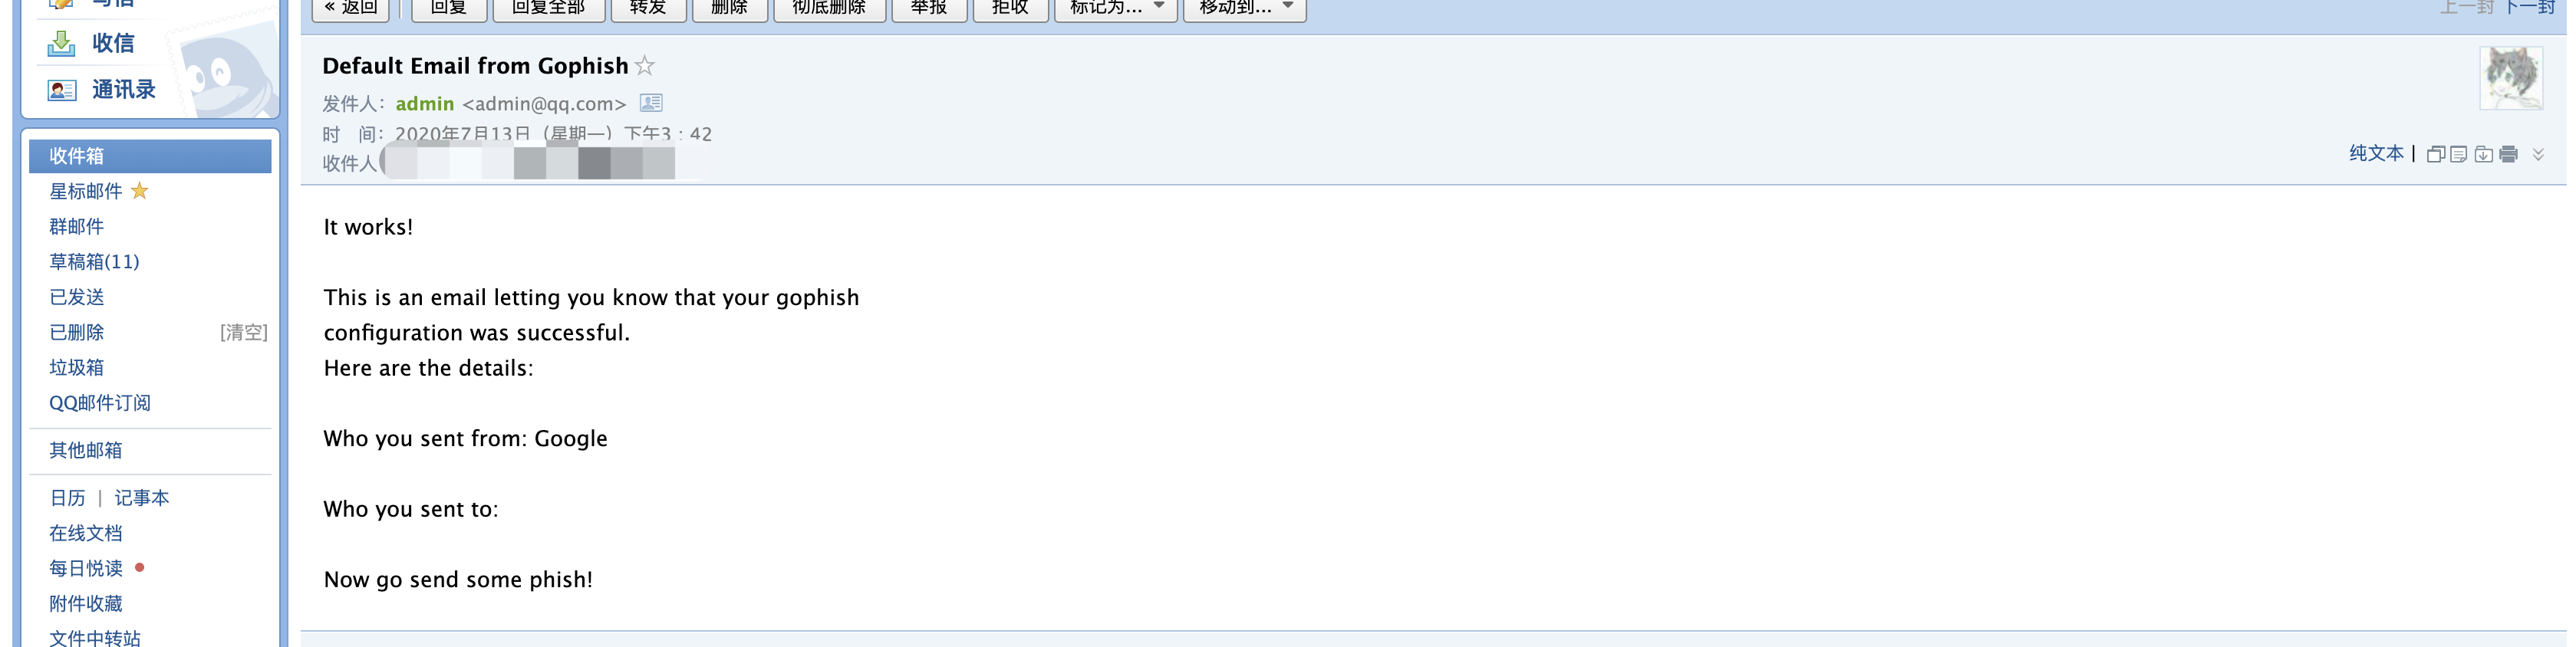 写信
收信
通讯录
收件箱
星标邮件
群邮件
草稿箱(11)
已发送
已删除 [清空]
垃圾箱
QQ邮件订阅
其他邮箱
日历 | 记事本
在线文档
每日悦读
附件收藏
文件中转站
« 返回 回复 回复全部 转发 删除 彻底删除 举报 拒收 标记为... 移动到... 上一封 下一封
Default Email from Gophish
发件人: admin <admin@qq.com>
时 间: 2020年7月13日 (星期一) 下午3:42
收件人
纯文本 |
It works!
This is an email letting you know that your gophish
configuration was successful.
Here are the details:
Who you sent from: Google
Who you sent to:
Now go send some phish!